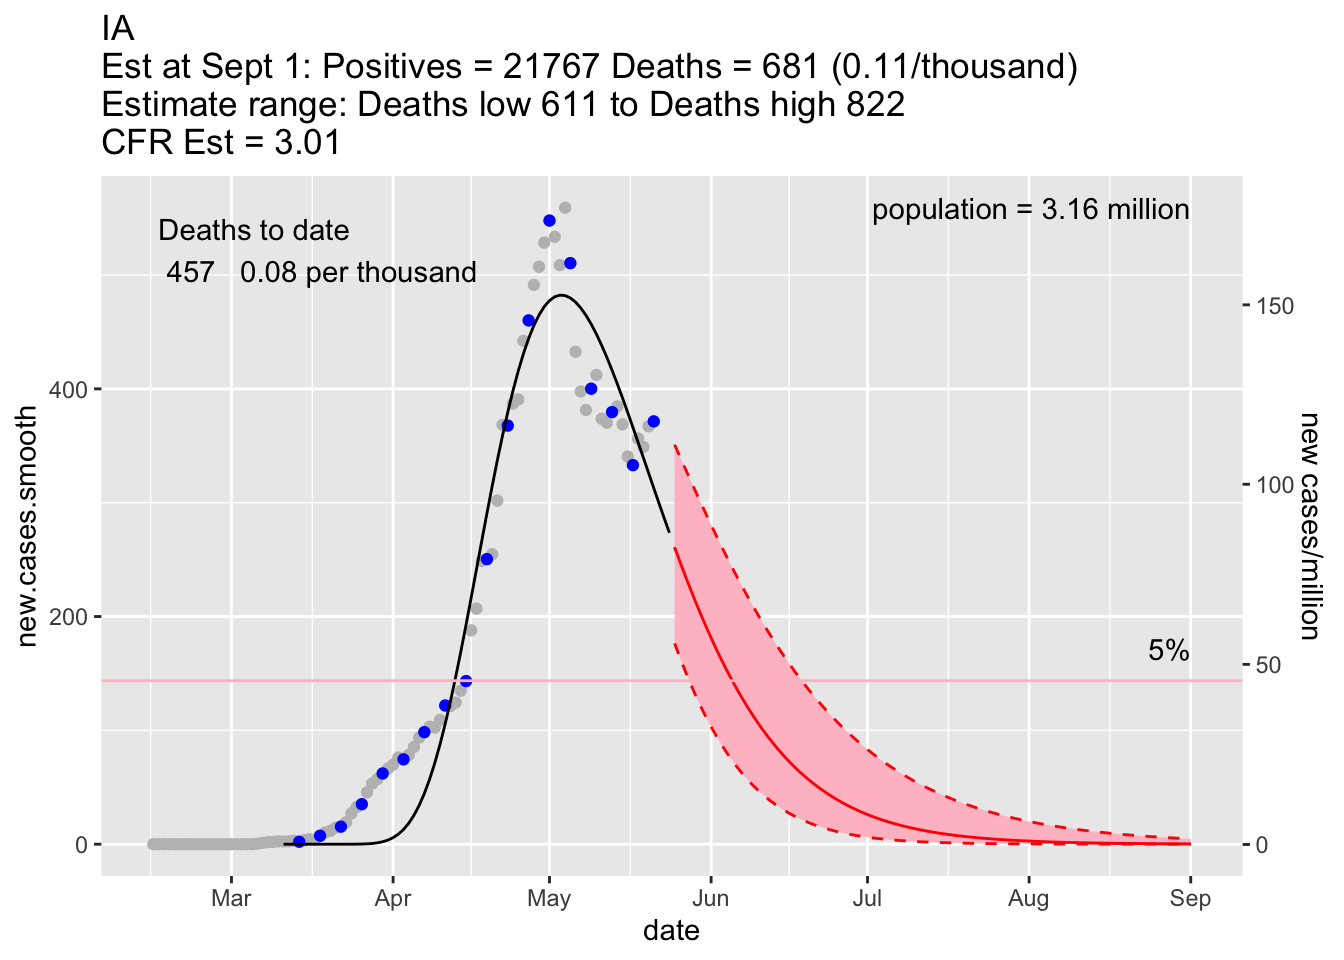 IA
Est at Sept 1: Positives = 21767 Deaths = 681 (0.11/thousand)
Estimate range: Deaths low 611 to Deaths high 822
CFR Est = 3.01
population = 3.16 million
Deaths to date
457 0.08 per thousand
5%
new.cases.smooth
400
200
0
150
100
50
0
new cases/million
Mar Apr May Jun Jul Aug Sep
date